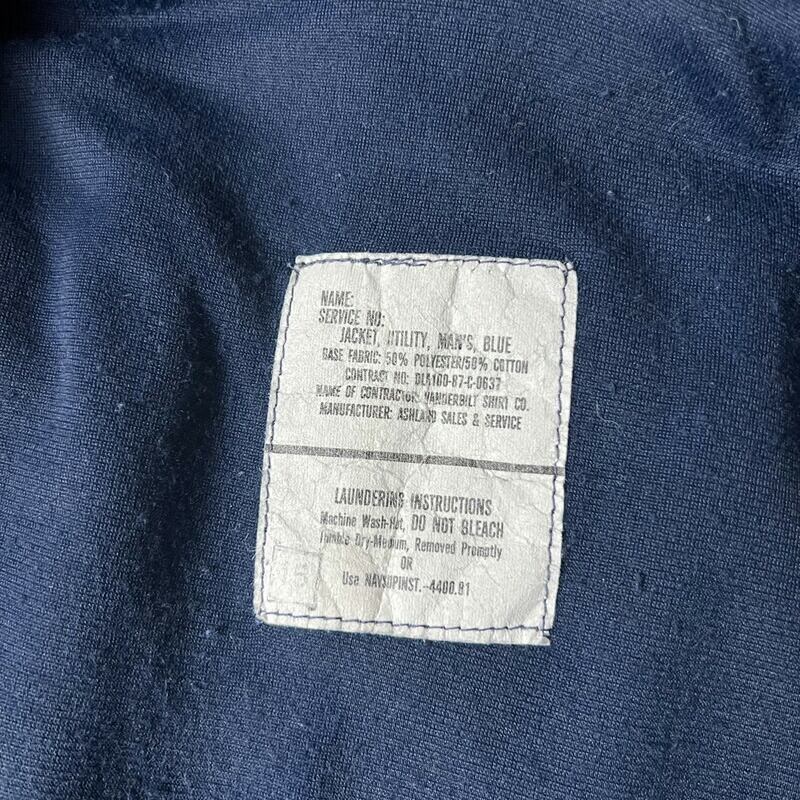 NAME:
SERVICE NO:
JACKET, UTILITY, MAN'S, BLUE
BASE FABRIC: 50% POLYESTER/50% COTTON
CONTRACT NO: DLA100-87-C-0637
NAME OF CONTRACTOR: VANDERBILT SHIRT CO.
MANUFACTURER: ASHLAND SALES & SERVICE
LAUNDERING INSTRUCTIONS
Machine Wash-Hot, DO NOT BLEACH
Tumble Dry-Medium, Removed Promptly
OR
Use NAVSUPINST.-4400.91